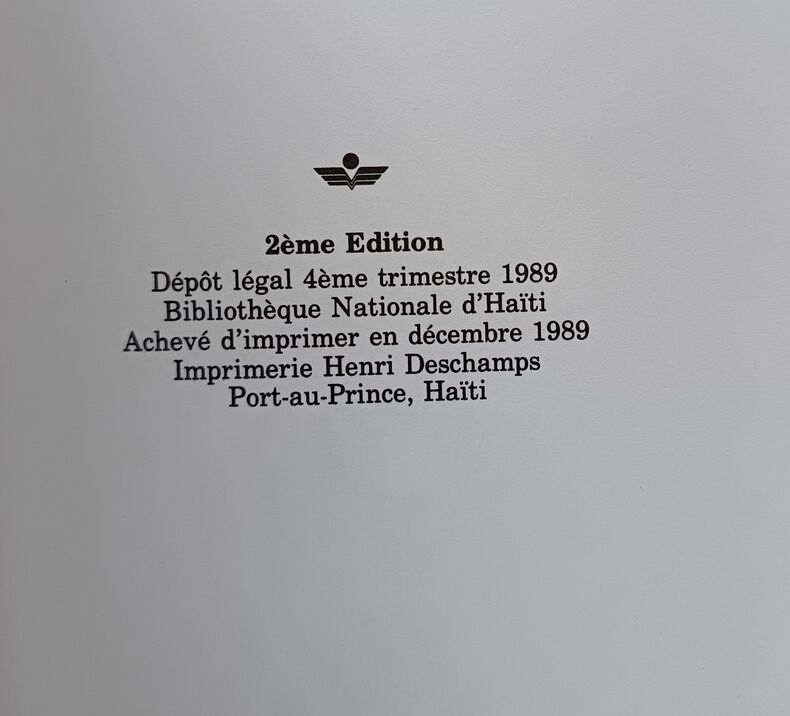 2ème Edition
Dépôt légal 4ème trimestre 1989
Bibliothèque Nationale d'Haïti
Achevé d'imprimer en décembre 1989
Imprimerie Henri Deschamps
Port-au-Prince, Haïti